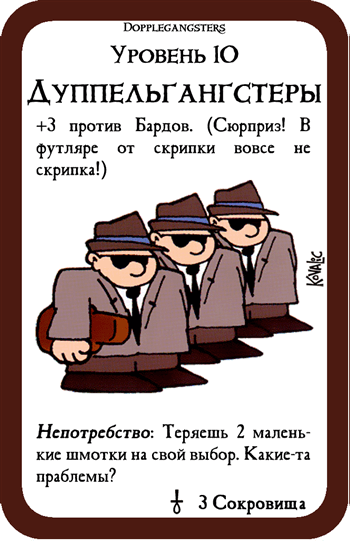 Dopplegangsters
Уровень 10
Дуппельгангстеры
+3 против Бардов. (Сюрприз! В
футляре от скрипки вовсе не
скрипка!)
Kovalic
Непотребство: Теряешь 2 малень-
кие шмотки на свой выбор. Какие-та
праблемы?
3 Сокровища